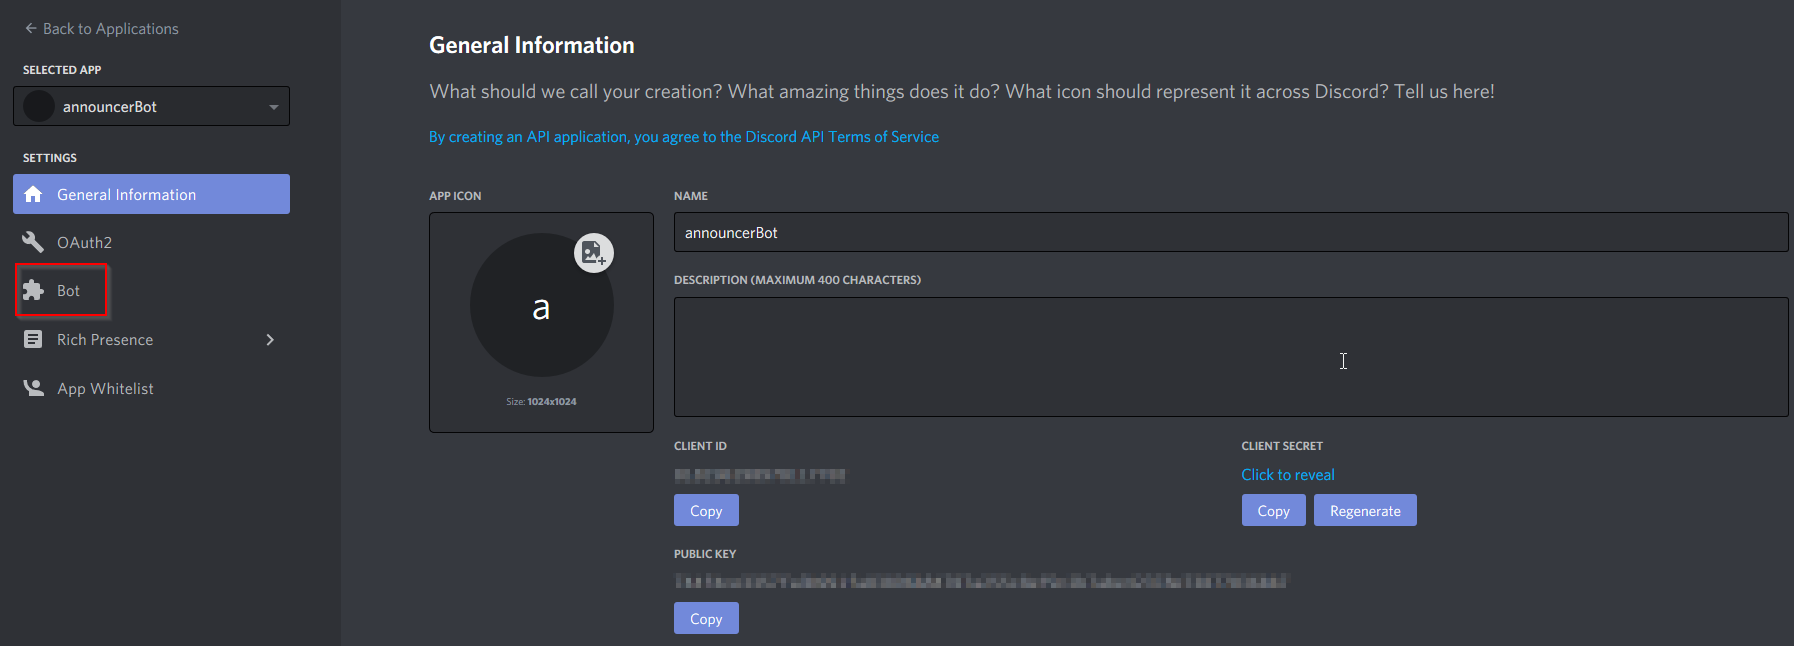 Back to Applications
SELECTED APP
announcerBot
SETTINGS
General Information
OAuth2
Bot
Rich Presence
App Whitelist
General Information
What should we call your creation? What amazing things does it do? What icon should represent it across Discord? Tell us here!
By creating an API application, you agree to the Discord API Terms of Service
APP ICON
a
Size: 1024x1024
NAME
announcerBot
DESCRIPTION (MAXIMUM 400 CHARACTERS)
CLIENT ID
Copy
CLIENT SECRET
Click to reveal
Copy
Regenerate
PUBLIC KEY
Copy